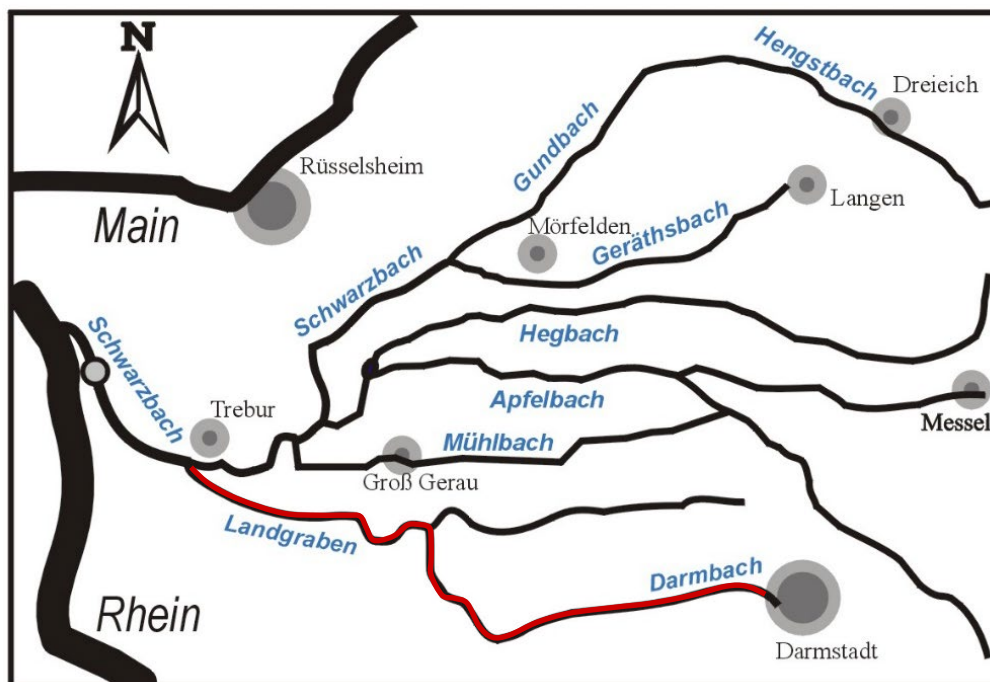 N
Hengstbach
Dreieich
Rüsselsheim
Gundbach
Langen
Main
Mörfelden
Geräthsbach
Schwarzbach
Hegbach
Schwarzbach
Trebur
Apfelbach
Messel
Mühlbach
Groß Gerau
Landgraben
Darmbach
Rhein
Darmstadt